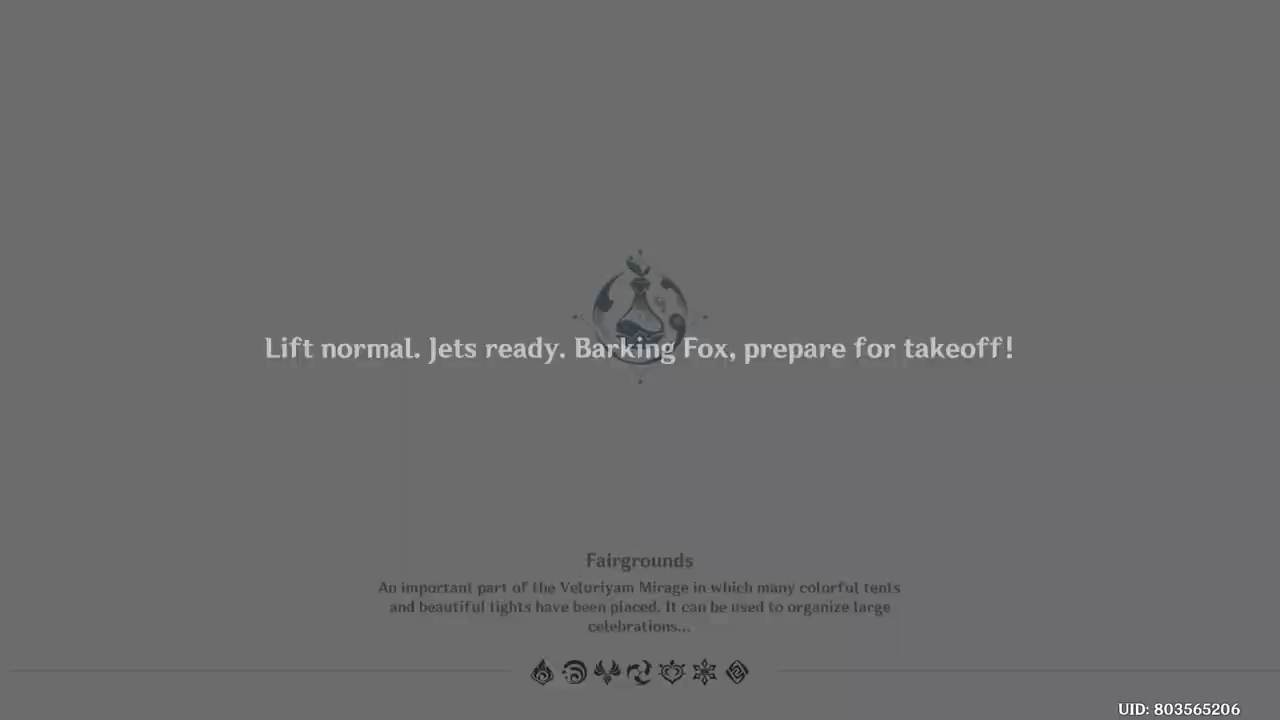 Lift normal. Jets ready. Barking Fox, prepare for takeoff!
Fairgrounds
An important part of the Veluriyam Mirage in which many colorful tents
and beautiful lights have been placed. It can be used to organize large
celebrations...
UID: 803565206